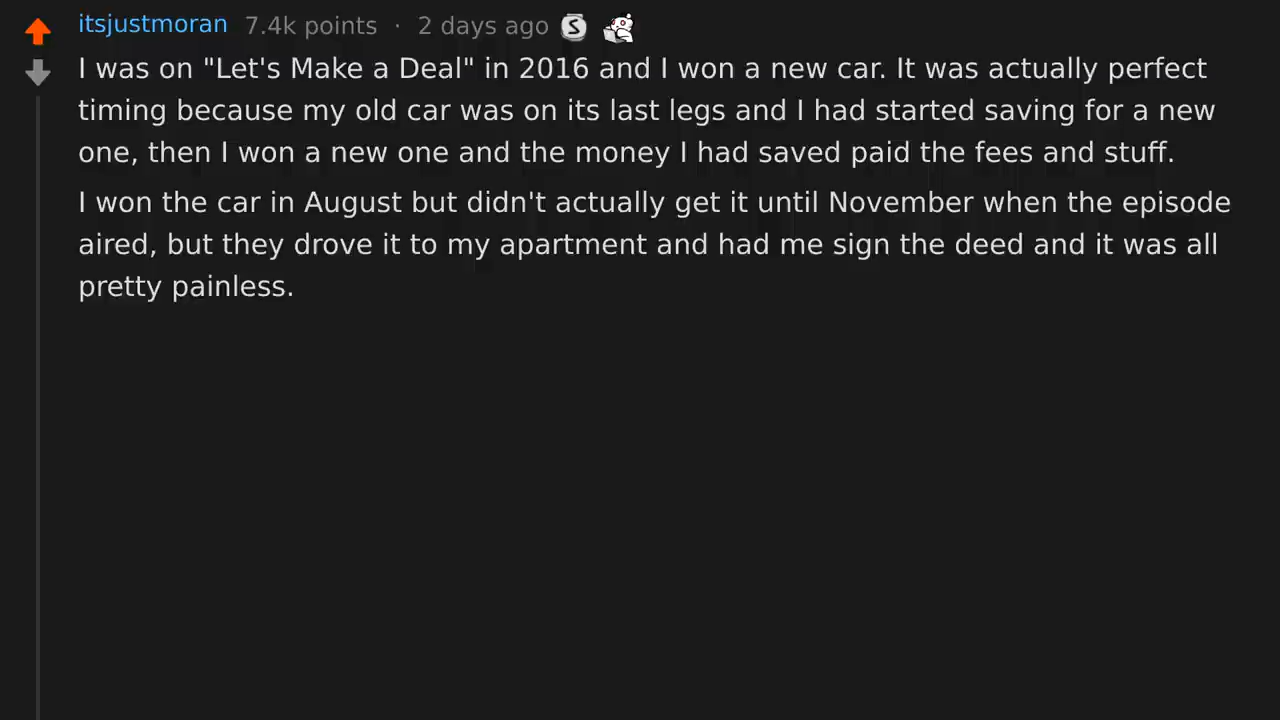 itsjustmoran 7.4k points · 2 days ago S
I was on "Let's Make a Deal" in 2016 and I won a new car. It was actually perfect
timing because my old car was on its last legs and I had started saving for a new
one, then I won a new one and the money I had saved paid the fees and stuff.
I won the car in August but didn't actually get it until November when the episode
aired, but they drove it to my apartment and had me sign the deed and it was all
pretty painless.